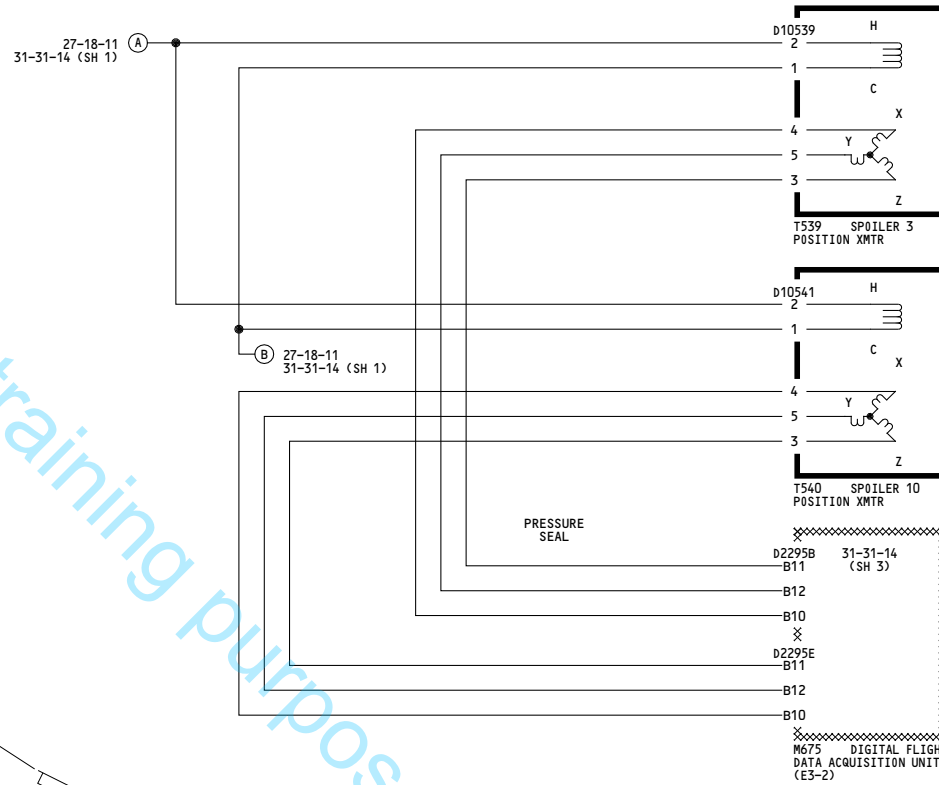 27-18-11
31-31-14 (SH 1)
A
D10539
2
1
4
5
3
H
C
X
Y
Z
T539 SPOILER 3
POSITION XMTR
D10541
2
1
4
5
3
H
C
X
Y
Z
B
27-18-11
31-31-14 (SH 1)
T540 SPOILER 10
POSITION XMTR
PRESSURE
SEAL
D2295B
31-31-14
(SH 3)
B11
B12
B10
D2295E
B11
B12
B10
M675 DIGITAL FLIGH
DATA ACQUISITION UNIT
(E3-2)
training purpos